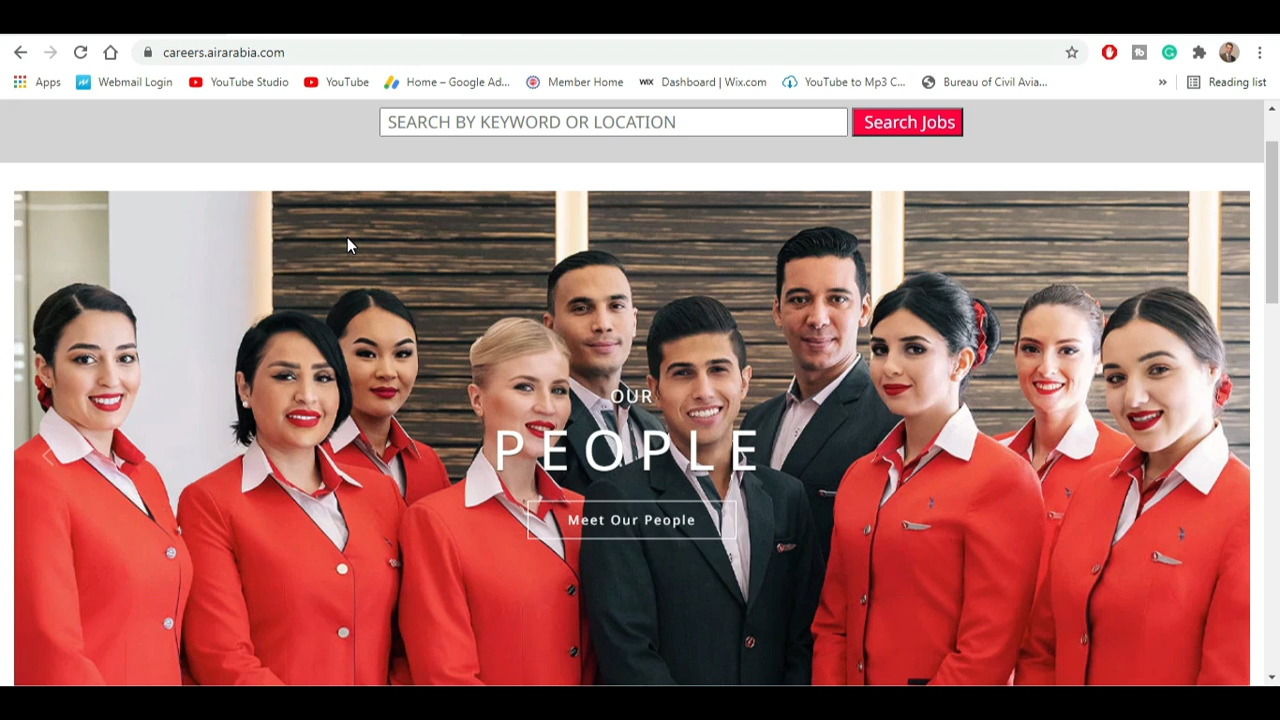 careers.airarabia.com
Apps Webmail Login YouTube Studio YouTube Home – Google Ad... Member Home WIX Dashboard | Wix.com YouTube to Mp3 C... Bureau of Civil Avia... » Reading list
SEARCH BY KEYWORD OR LOCATION Search Jobs
OUR
PEOPLE
Meet Our People